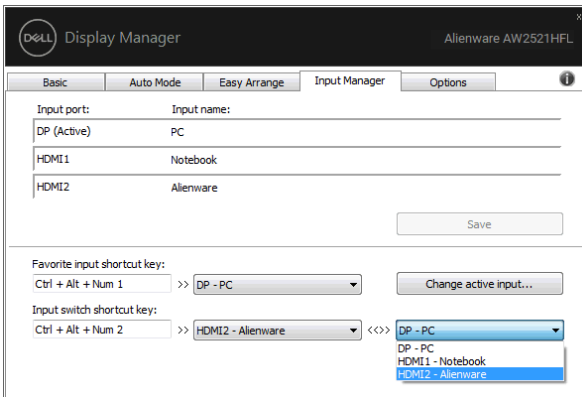 DELL Display Manager Alienware AW2521HFL
Basic Auto Mode Easy Arrange Input Manager Options
Input port: Input name:
DP (Active) PC
HDMI1 Notebook
HDMI2 Alienware
Save
Favorite input shortcut key:
Ctrl + Alt + Num 1 >> DP - PC Change active input...
Input switch shortcut key:
Ctrl + Alt + Num 2 >> HDMI2 - Alienware <<>> DP - PC
DP - PC
HDMI1 - Notebook
HDMI2 - Alienware